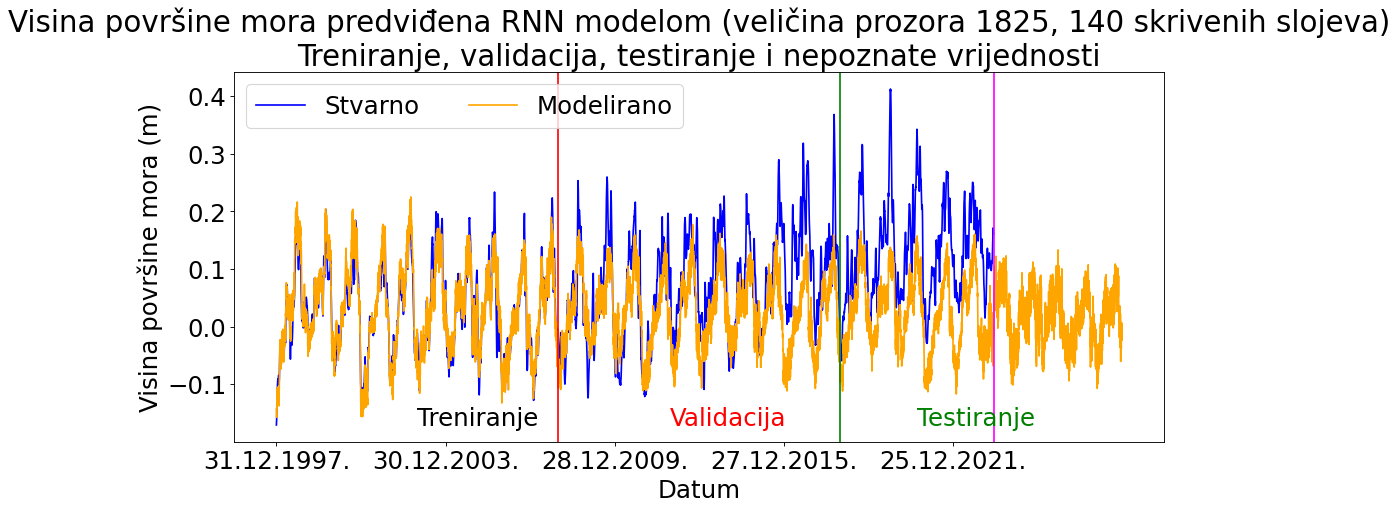 Visina površine mora predviđena RNN modelom (veličina prozora 1825, 140 skrivenih slojeva)
Treniranje, validacija, testiranje i nepoznate vrijednosti
Stvarno
Modelirano
Visina površine mora (m)
0.4
0.3
0.2
0.1
0.0
−0.1
Treniranje
Validacija
Testiranje
31.12.1997.
30.12.2003.
28.12.2009.
27.12.2015.
25.12.2021.
Datum